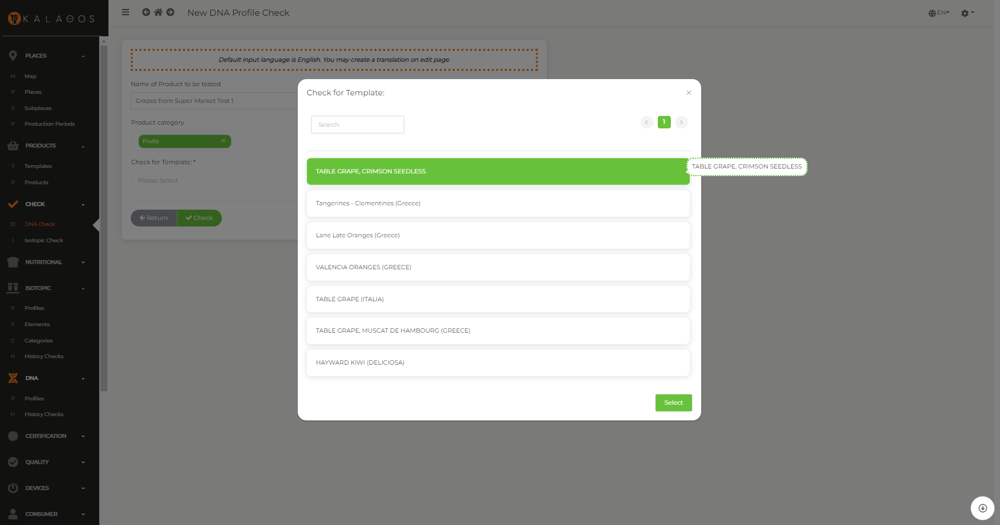 KALAΘOS
New DNA Profile Check
EN
PLACES
M Map
P Places
S Subplaces
P Production Periods
PRODUCTS
T Templates
P Products
CHECK
D DNA Check
I Isotopic Check
NUTRITIONAL
ISOTOPIC
P Profiles
E Elements
C Categories
H History Checks
DNA
P Profiles
H History Checks
CERTIFICATION
QUALITY
DEVICES
CONSUMER
Default input language is English. You may create a translation on edit page.
Name of Product to be tested
Grapes from Super Market Test 1
Product category
Fruits ×
Check for Template: *
Please Select
Return
Check
Check for Template: ×
Search
< 1 >
TABLE GRAPE, CRIMSON SEEDLESS
TABLE GRAPE, CRIMSON SEEDLESS
Tangerines - Clementines (Greece)
Lane Late Oranges (Greece)
VALENCIA ORANGES (GREECE)
TABLE GRAPE (ITALIA)
TABLE GRAPE, MUSCAT DE HAMBOURG (GREECE)
HAYWARD KIWI (DELICIOSA)
Select